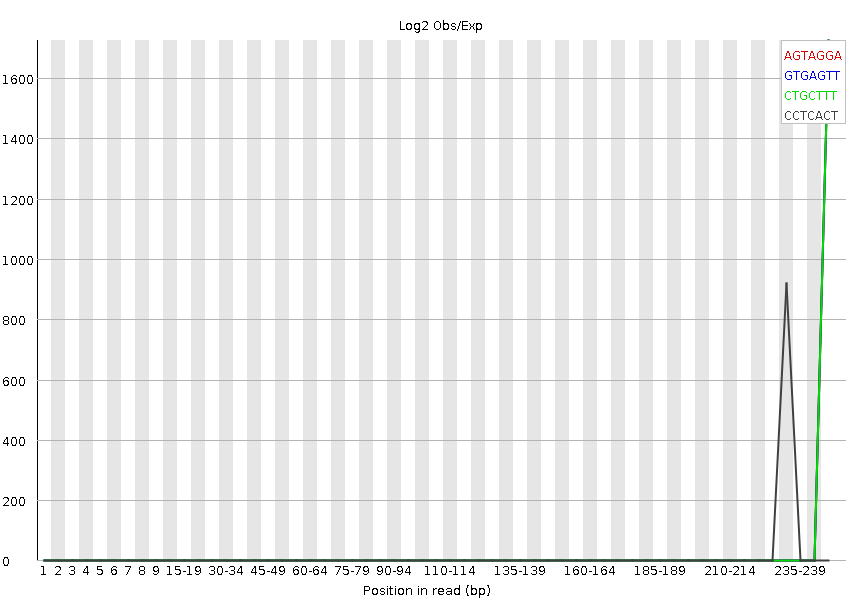 Log2 Obs/Exp
AGTAGGA
GTGAGTT
CTGCTTT
CCTCACT
1600
1400
1200
1000
800
600
400
200
0
1 2 3 4 5 6 7 8 9 15-19 30-34 45-49 60-64 75-79 90-94 110-114 135-139 160-164 185-189 210-214 235-239
Position in read (bp)